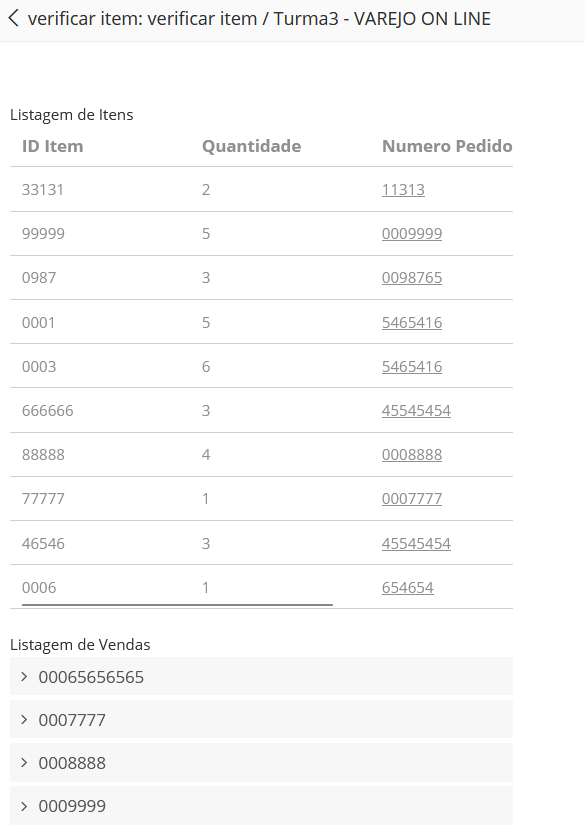 verificar item: verificar item / Turma3 - VAREJO ON LINE
Listagem de Itens
ID Item Quantidade Numero Pedido
33131 2 11313
99999 5 0009999
0987 3 0098765
0001 5 5465416
0003 6 5465416
666666 3 45545454
88888 4 0008888
77777 1 0007777
46546 3 45545454
0006 1 654654
Listagem de Vendas
00065656565
0007777
0008888
0009999